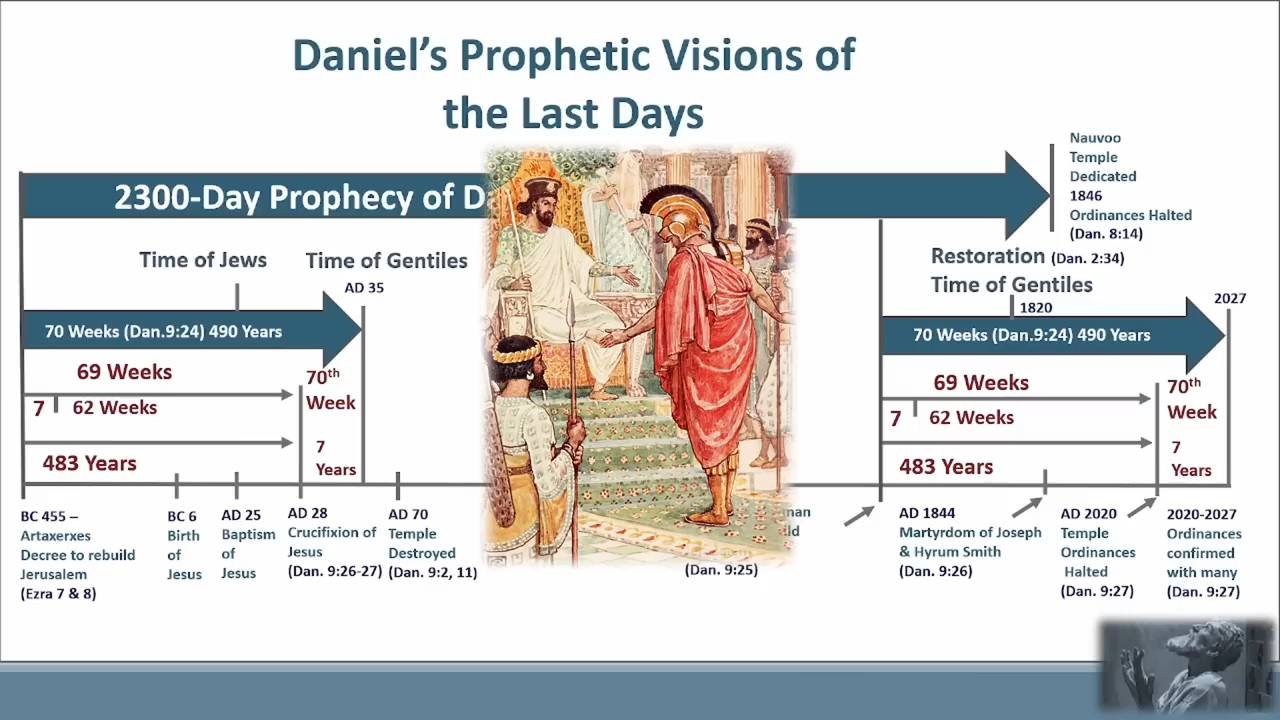 Daniel’s Prophetic Visions of
the Last Days
2300-Day Prophecy of
Nauvoo
Temple
Dedicated
1846
Ordinances Halted
(Dan. 8:14)
Time of Jews
Time of Gentiles
AD 35
70 Weeks (Dan.9:24) 490 Years
69 Weeks
7
62 Weeks
483 Years
70th
Week
7
Years
BC 455 –
Artaxerxes
Decree to rebuild
Jerusalem
(Ezra 7 & 8)
BC 6
Birth
of
Jesus
AD 25
Baptism
of
Jesus
AD 28
Crucifixion of
Jesus
(Dan. 9:26-27)
AD 70
Temple
Destroyed
(Dan. 9:2, 11)
(Dan. 9:25)
Restoration (Dan. 2:34)
Time of Gentiles
1820
2027
70 Weeks (Dan.9:24) 490 Years
69 Weeks
7
62 Weeks
483 Years
70th
Week
7
Years
AD 1844
Martyrdom of Joseph
& Hyrum Smith
(Dan. 9:26)
AD 2020
Temple
Ordinances
Halted
(Dan. 9:27)
2020-2027
Ordinances
confirmed
with many
(Dan. 9:27)